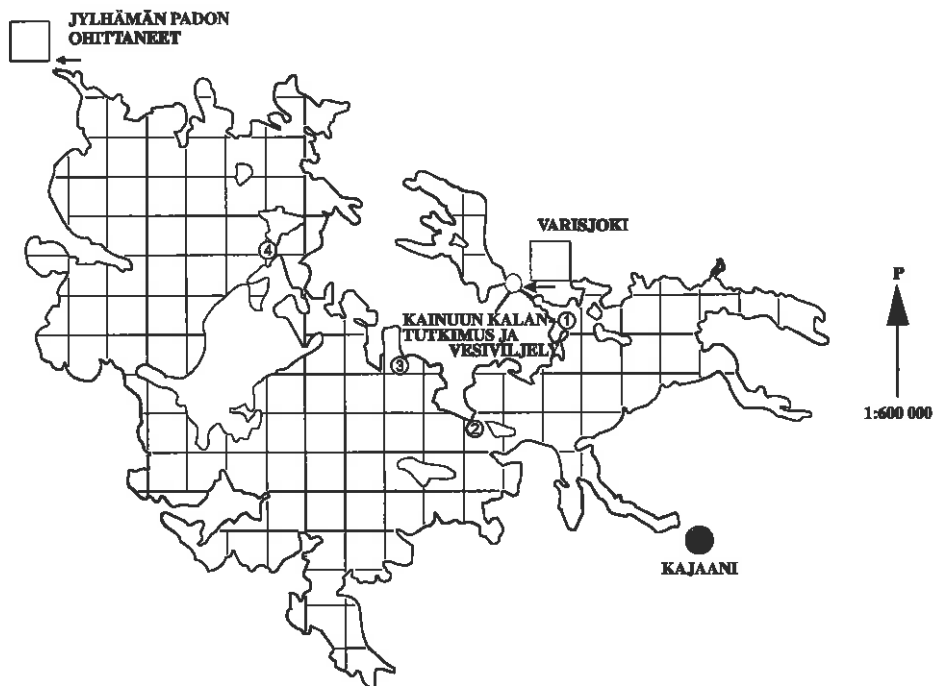 JYLHÄMÄN PADON
OHITTANEET
VARISJOKI
P
KAINUUN KALAN-
TUTKIMUS JA
VESIVILJELY
1
4
3
2
1:600 000
KAJAANI